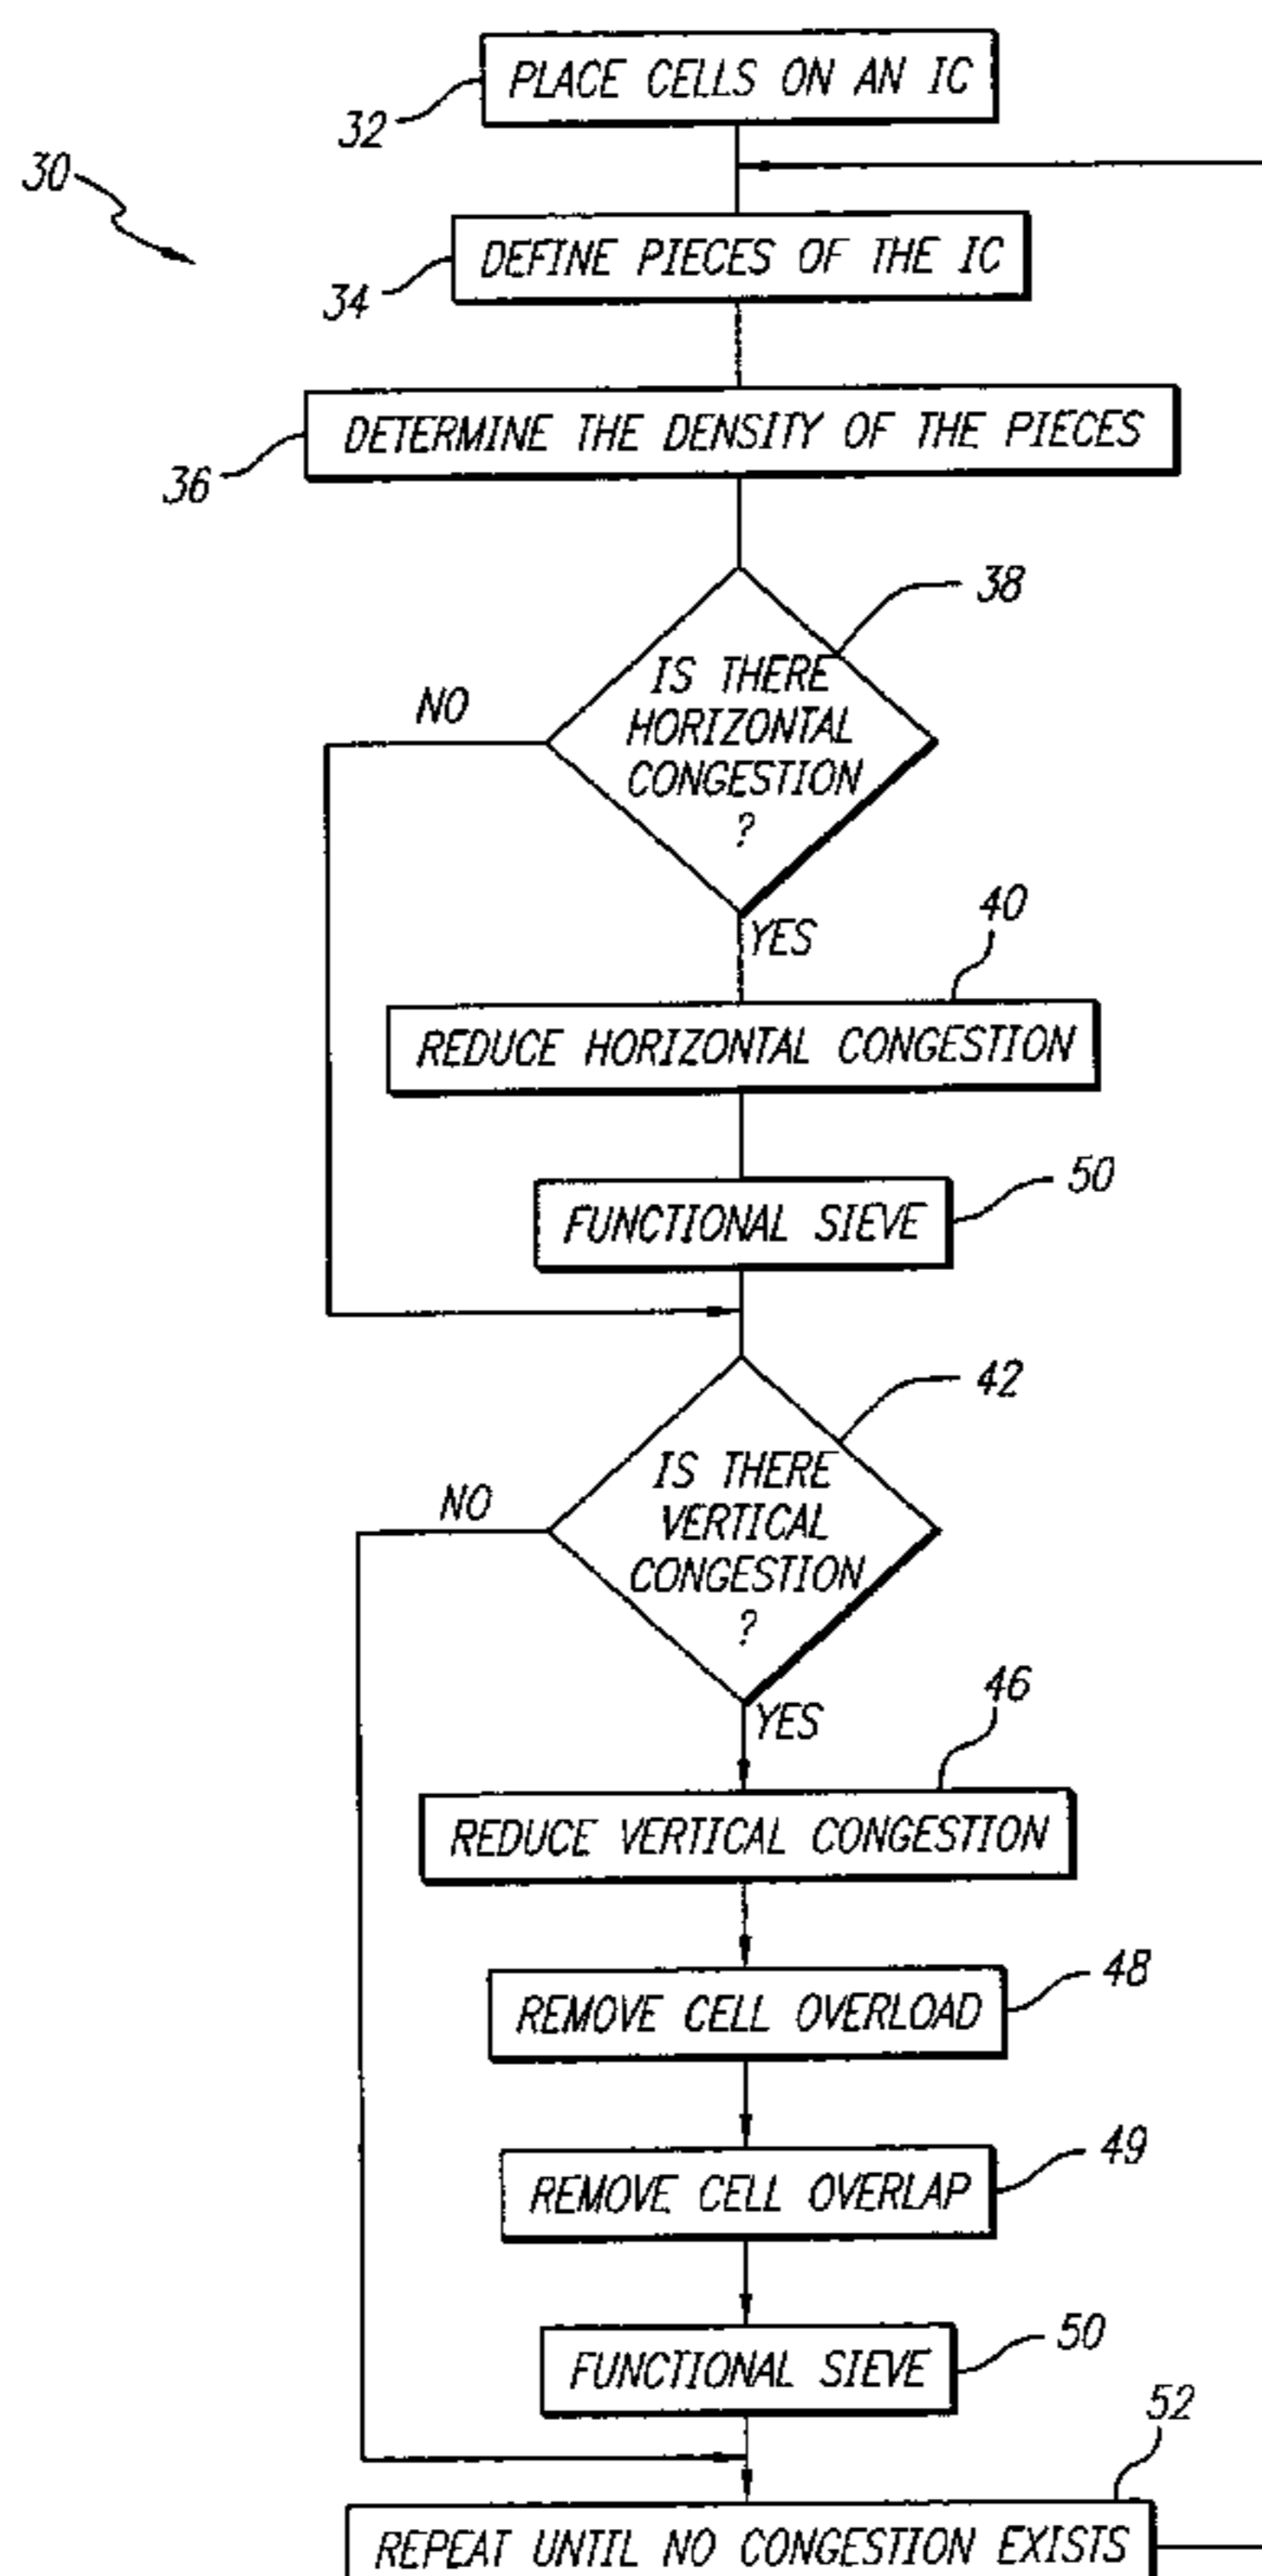 PLACE CELLS ON AN IC
32
30
DEFINE PIECES OF THE IC
34
DETERMINE THE DENSITY OF THE PIECES
36
38
IS THERE
HORIZONTAL
CONGESTION
?
NO
YES
40
REDUCE HORIZONTAL CONGESTION
50
FUNCTIONAL SIEVE
42
IS THERE
VERTICAL
CONGESTION
?
NO
YES
46
REDUCE VERTICAL CONGESTION
48
REMOVE CELL OVERLOAD
49
REMOVE CELL OVERLAP
50
FUNCTIONAL SIEVE
52
REPEAT UNTIL NO CONGESTION EXISTS